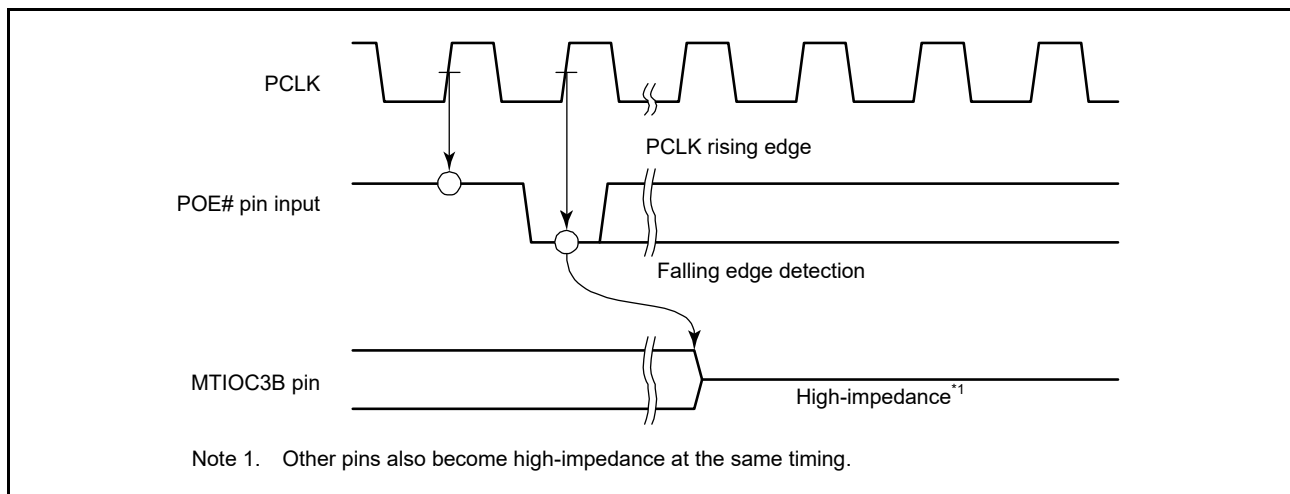 PCLK
PCLK rising edge
POE# pin input
Falling edge detection
MTIOC3B pin
High-impedance*1
Note 1. Other pins also become high-impedance at the same timing.